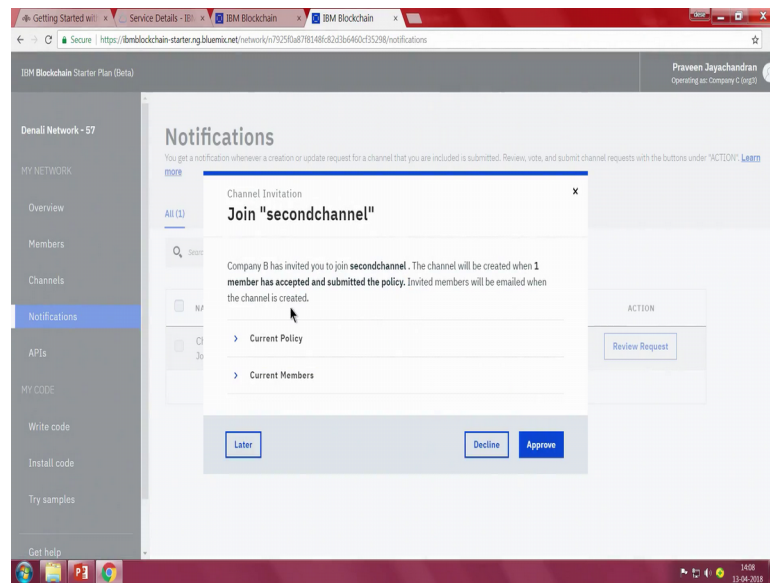 Getting Started wit
Service Details - IB
IBM Blockchain
IBM Blockchain
Secure | https://ibmblockchain-starter.ng.bluemix.net/network/n7925f0a87f8148fc82d3b6460cf35298/notifications
IBM Blockchain Starter Plan (Beta)
Praveen Jayachandran
Operating as: Company C (org3)
Denali Network - 57
MY NETWORK
Overview
Members
Channels
Notifications
APIs
MY CODE
Write code
Install code
Try samples
Get help
Notifications
You get a notification whenever a creation or update request for a channel that you are included is submitted. Review, vote, and submit channel requests with the buttons under "ACTION". Learn
more
All (1)
Channel Invitation
x
Join "secondchannel"
Company B has invited you to join secondchannel . The channel will be created when 1
member has accepted and submitted the policy. Invited members will be emailed when
the channel is created.
> Current Policy
> Current Members
Later
Decline
Approve
ACTION
Review Request
14:08
13-04-2018